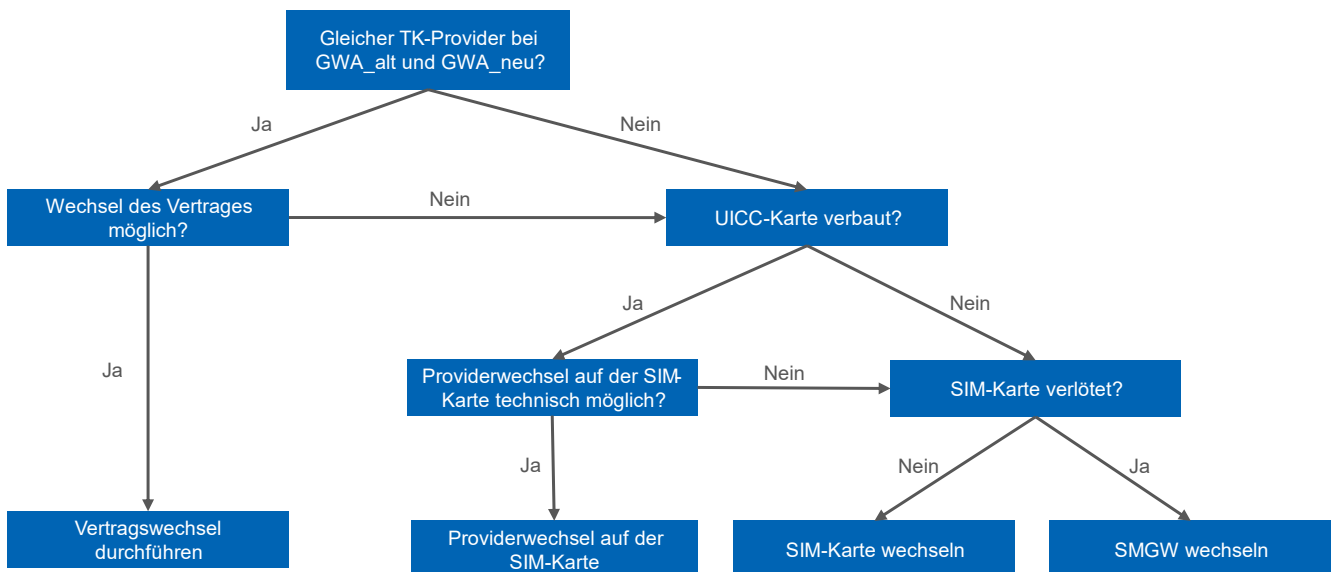 Gleicher TK-Provider bei
GWA_alt und GWA_neu?
Ja
Nein
Wechsel des Vertrages
möglich?
Nein
UICC-Karte verbaut?
Ja
Nein
Ja
Providerwechsel auf der SIM-
Karte technisch möglich?
Nein
SIM-Karte verlötet?
Ja
Nein
Ja
Vertragswechsel
durchführen
Providerwechsel auf der
SIM-Karte
SIM-Karte wechseln
SMGW wechseln